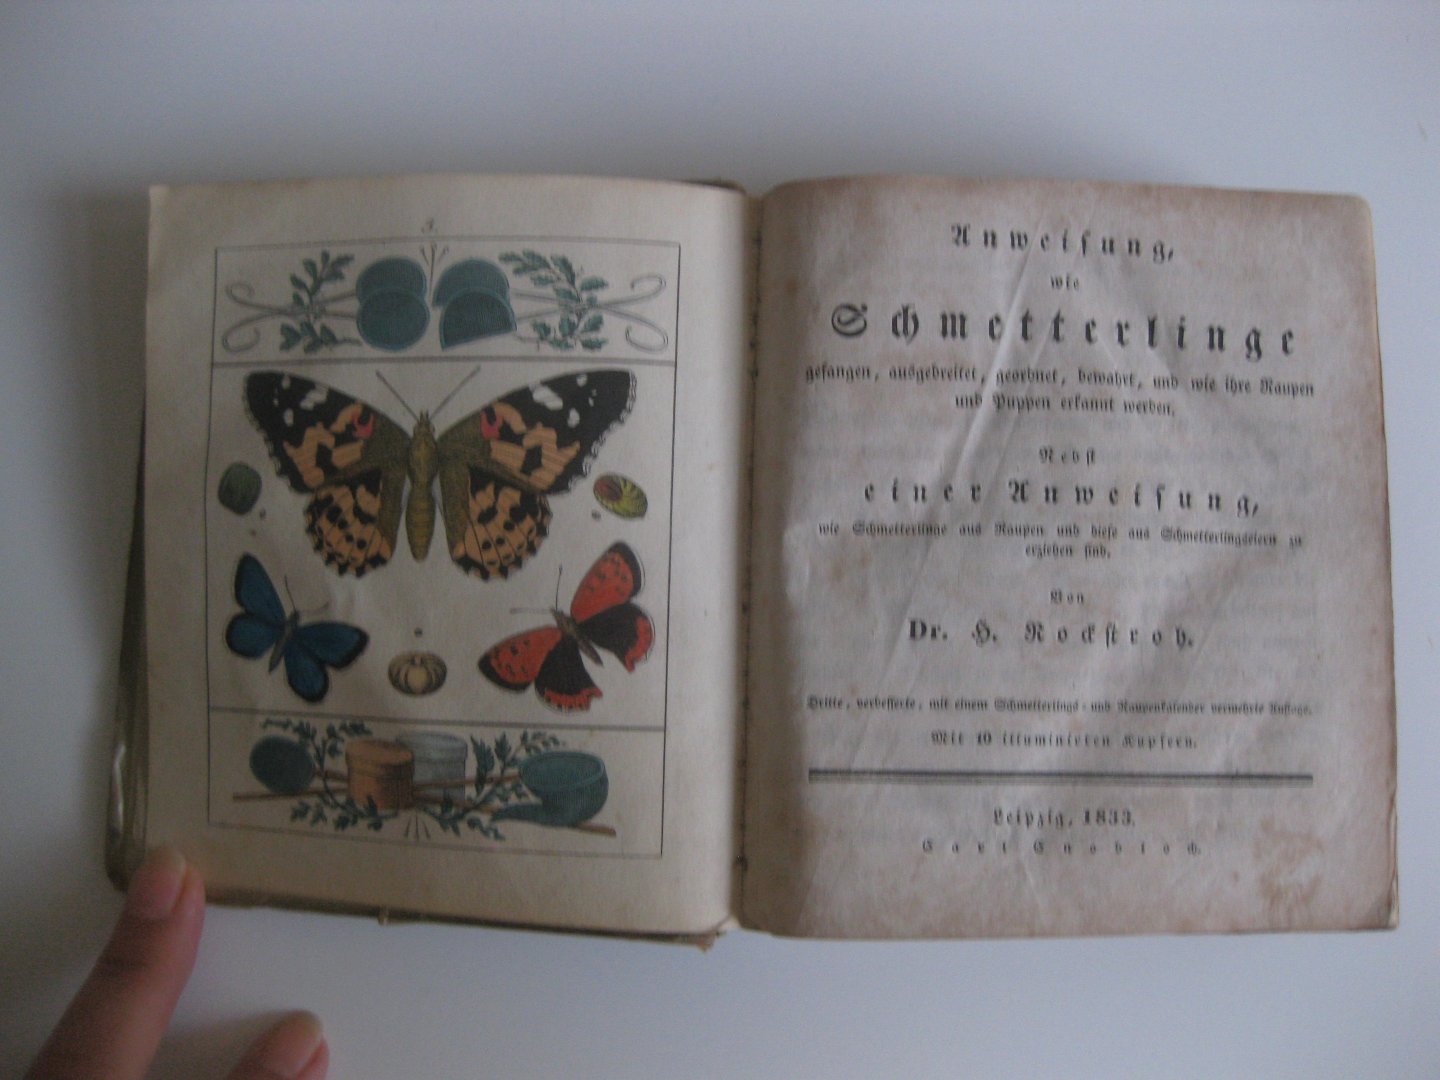 Anweisung,
wie
Schmetterlinge
gefangen, ausgebreitet, geordnet, bewahrt, und wie ihre Raupen
und Puppen erkannt werden.
Nebst
einer Anweisung,
wie Schmetterlinge aus Raupen und diese aus Schmetterlingseiern zu
erziehen sind.
Von
Dr. H. Rockstroh.
Dritte, verbesserte, mit einem Schmetterlings- und Raupenkalender vermehrte Auflage.
Mit 10 illuminirten Kupfern.
Leipzig, 1833.
Carl Cnobloch.